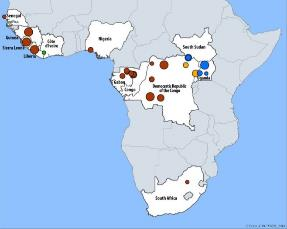 Senegal
Guinea
Sierra Leone
Liberia
Côte
d'Ivoire
Nigeria
South Sudan
Uganda
Gabon
Congo
Democratic Republic
of the Congo
South Africa